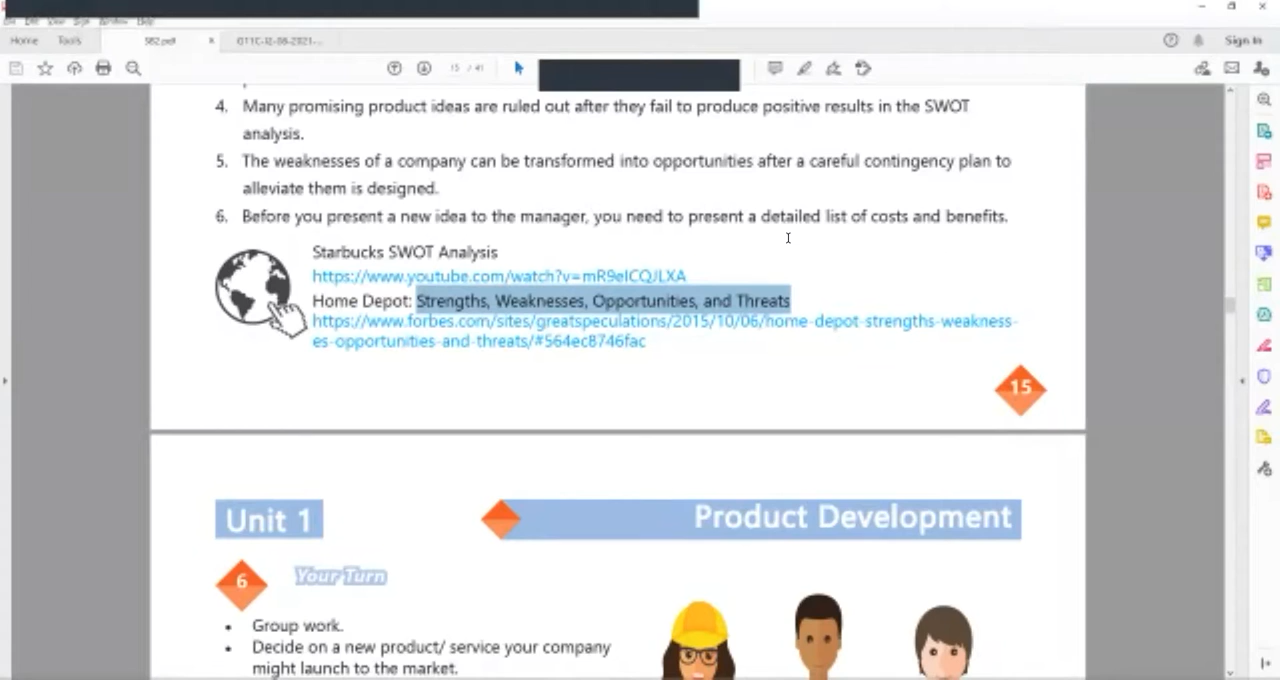 Home Tools SB2.pdf × Sign In
15 / 41
4. Many promising product ideas are ruled out after they fail to produce positive results in the SWOT
analysis.
5. The weaknesses of a company can be transformed into opportunities after a careful contingency plan to
alleviate them is designed.
6. Before you present a new idea to the manager, you need to present a detailed list of costs and benefits.
Starbucks SWOT Analysis
https://www.youtube.com/watch?v=mR9eICQJLXA
Home Depot: Strengths, Weaknesses, Opportunities, and Threats
https://www.forbes.com/sites/greatspeculations/2015/10/06/home-depot-strengths-weakness-
es-opportunities-and-threats/#564ec8746fac
15
Unit 1
Product Development
6 Your Turn
• Group work.
• Decide on a new product/ service your company
might launch to the market.